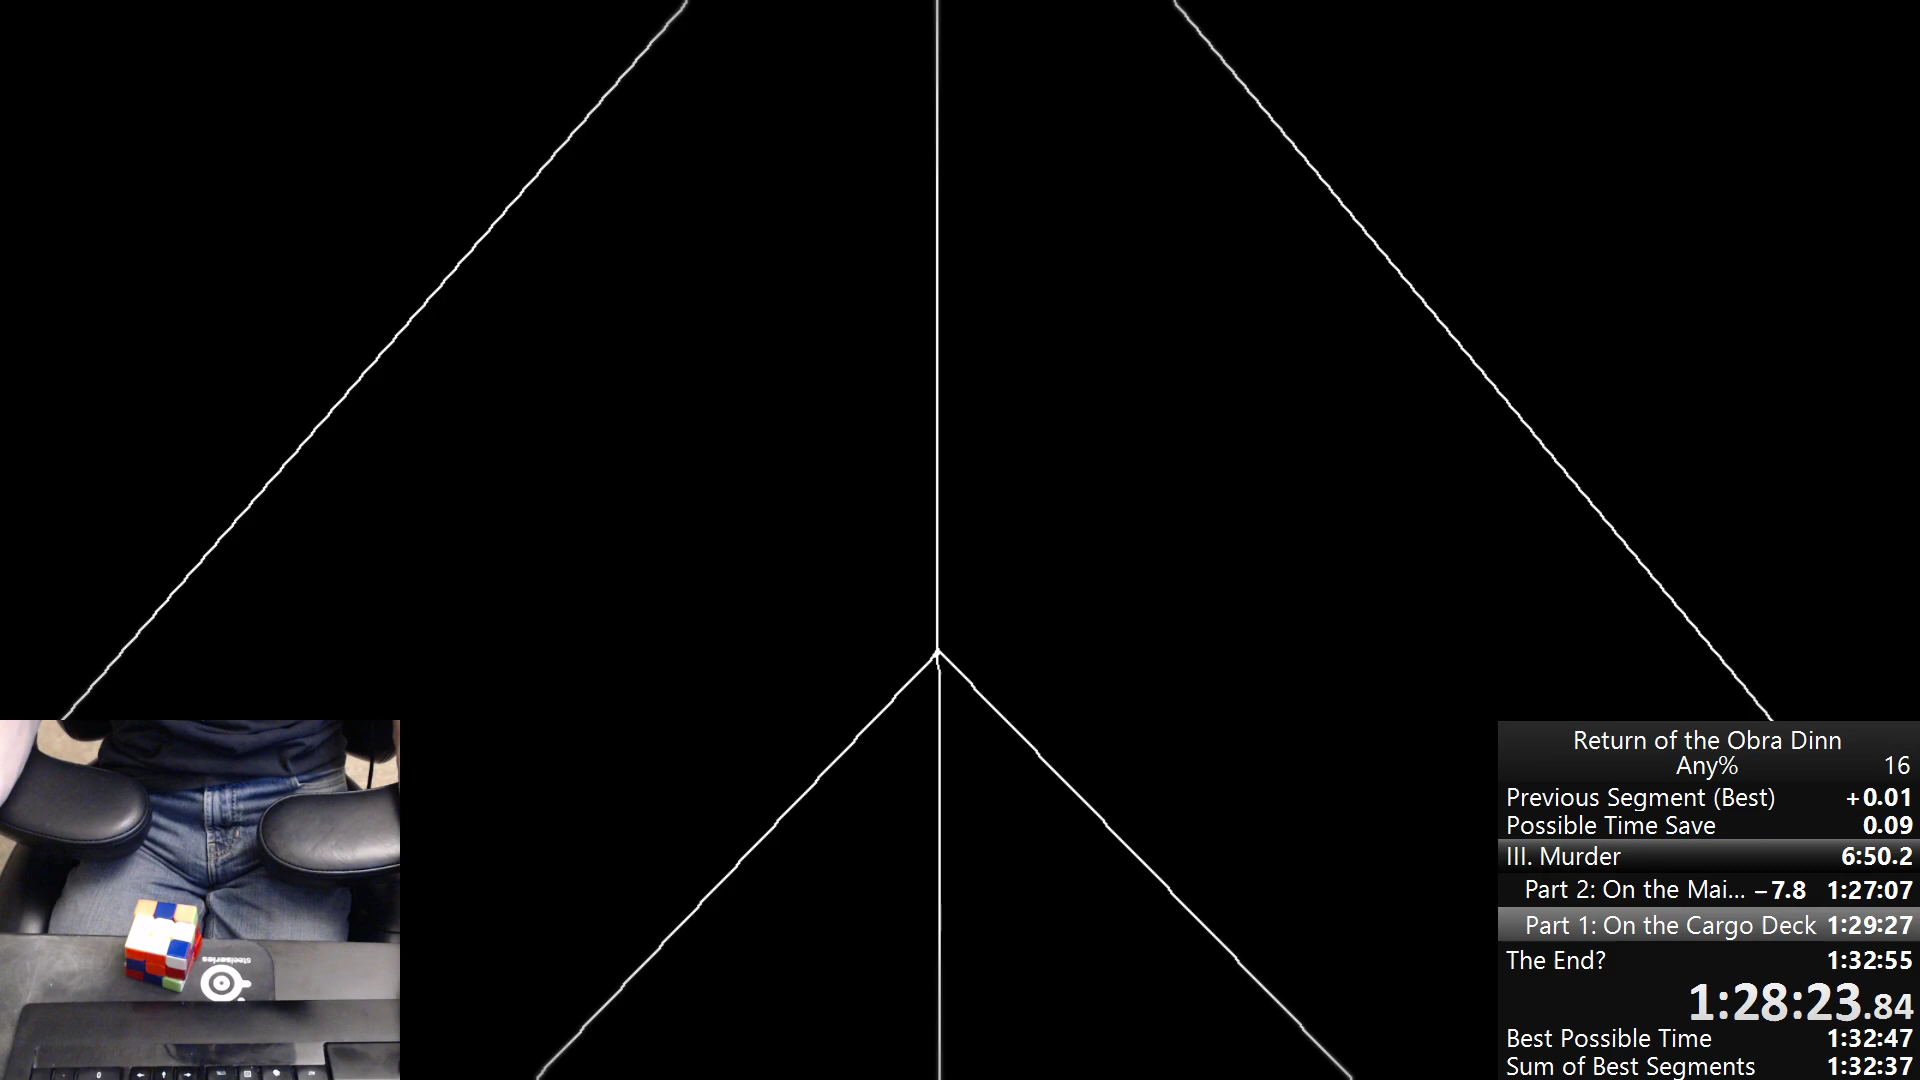 Return of the Obra Dinn
Any% 16
Previous Segment (Best) +0.01
Possible Time Save 0.09
III. Murder 6:50.2
Part 2: On the Mai... −7.8 1:27:07
Part 1: On the Cargo Deck 1:29:27
The End? 1:32:55
1:28:23.84
Best Possible Time 1:32:47
Sum of Best Segments 1:32:37
steelseries